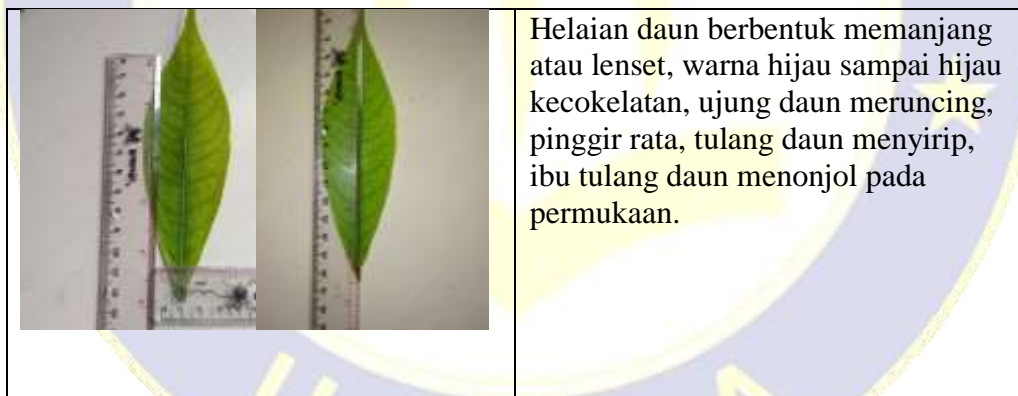 Helaian daun berbentuk memanjang
atau lenset, warna hijau sampai hijau
kecokelatan, ujung daun meruncing,
pinggir rata, tulang daun menyirip,
ibu tulang daun menonjol pada
permukaan.